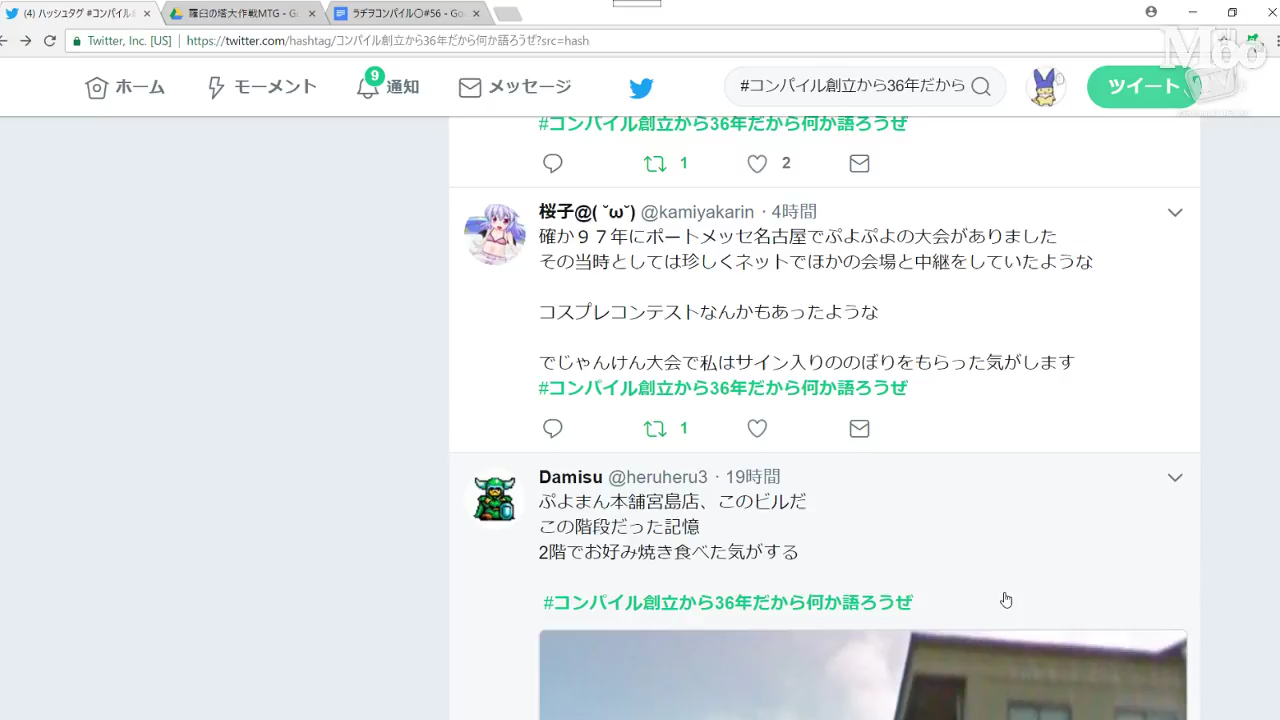 (4) ハッシュタグ #コンパイル
羅臼の塔大作戦MTG - Go
ラヂヲコンパイル〇#56 - Goo
Twitter, Inc. [US]
https://twitter.com/hashtag/コンパイル創立から36年だから何か語ろうぜ?src=hash
Moo
ホーム
モーメント
9
通知
メッセージ
#コンパイル創立から36年だから
ツイート
#コンパイル創立から36年だから何か語ろうぜ
1
2
桜子@( ˘ω˘) @kamiyakarin · 4時間
確か９７年にポートメッセ名古屋でぷよぷよの大会がありました
その当時としては珍しくネットでほかの会場と中継をしていたような
コスプレコンテストなんかもあったような
でじゃんけん大会で私はサイン入りののぼりをもらった気がします
#コンパイル創立から36年だから何か語ろうぜ
1
Damisu @heruheru3 · 19時間
ぷよまん本舗宮島店、このビルだ
この階段だった記憶
2階でお好み焼き食べた気がする
#コンパイル創立から36年だから何か語ろうぜ